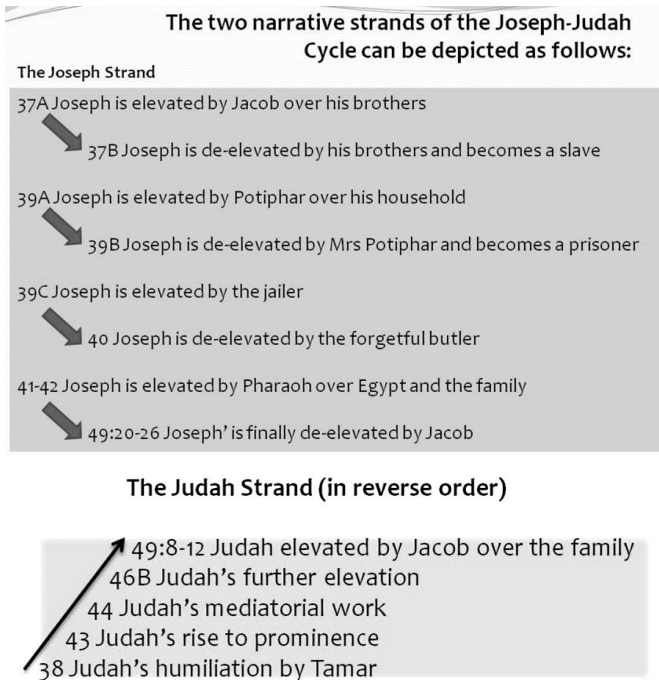 The two narrative strands of the Joseph-Judah
Cycle can be depicted as follows:
The Joseph Strand
37A Joseph is elevated by Jacob over his brothers
37B Joseph is de-elevated by his brothers and becomes a slave
39A Joseph is elevated by Potiphar over his household
39B Joseph is de-elevated by Mrs Potiphar and becomes a prisoner
39C Joseph is elevated by the jailer
40 Joseph is de-elevated by the forgetful butler
41-42 Joseph is elevated by Pharaoh over Egypt and the family
49:20-26 Joseph’ is finally de-elevated by Jacob
The Judah Strand (in reverse order)
49:8-12 Judah elevated by Jacob over the family
46B Judah’s further elevation
44 Judah’s mediatorial work
43 Judah’s rise to prominence
38 Judah’s humiliation by Tamar